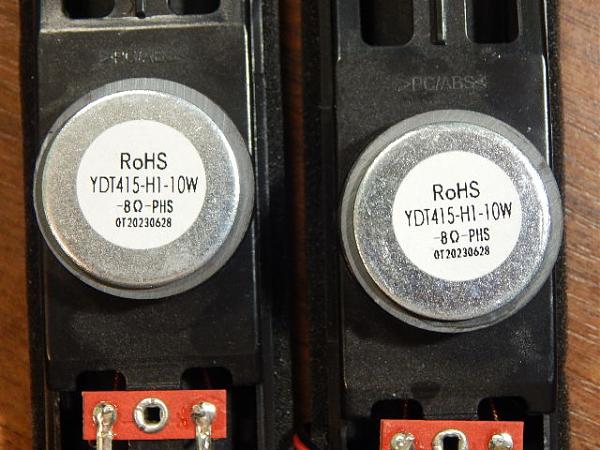 >PC/ABS<
RoHS
YDT415-H1-10W
-8Ω-PHS
OT20230628
>PC/ABS<
RoHS
YDT415-H1-10W
-8Ω-PHS
OT20230628